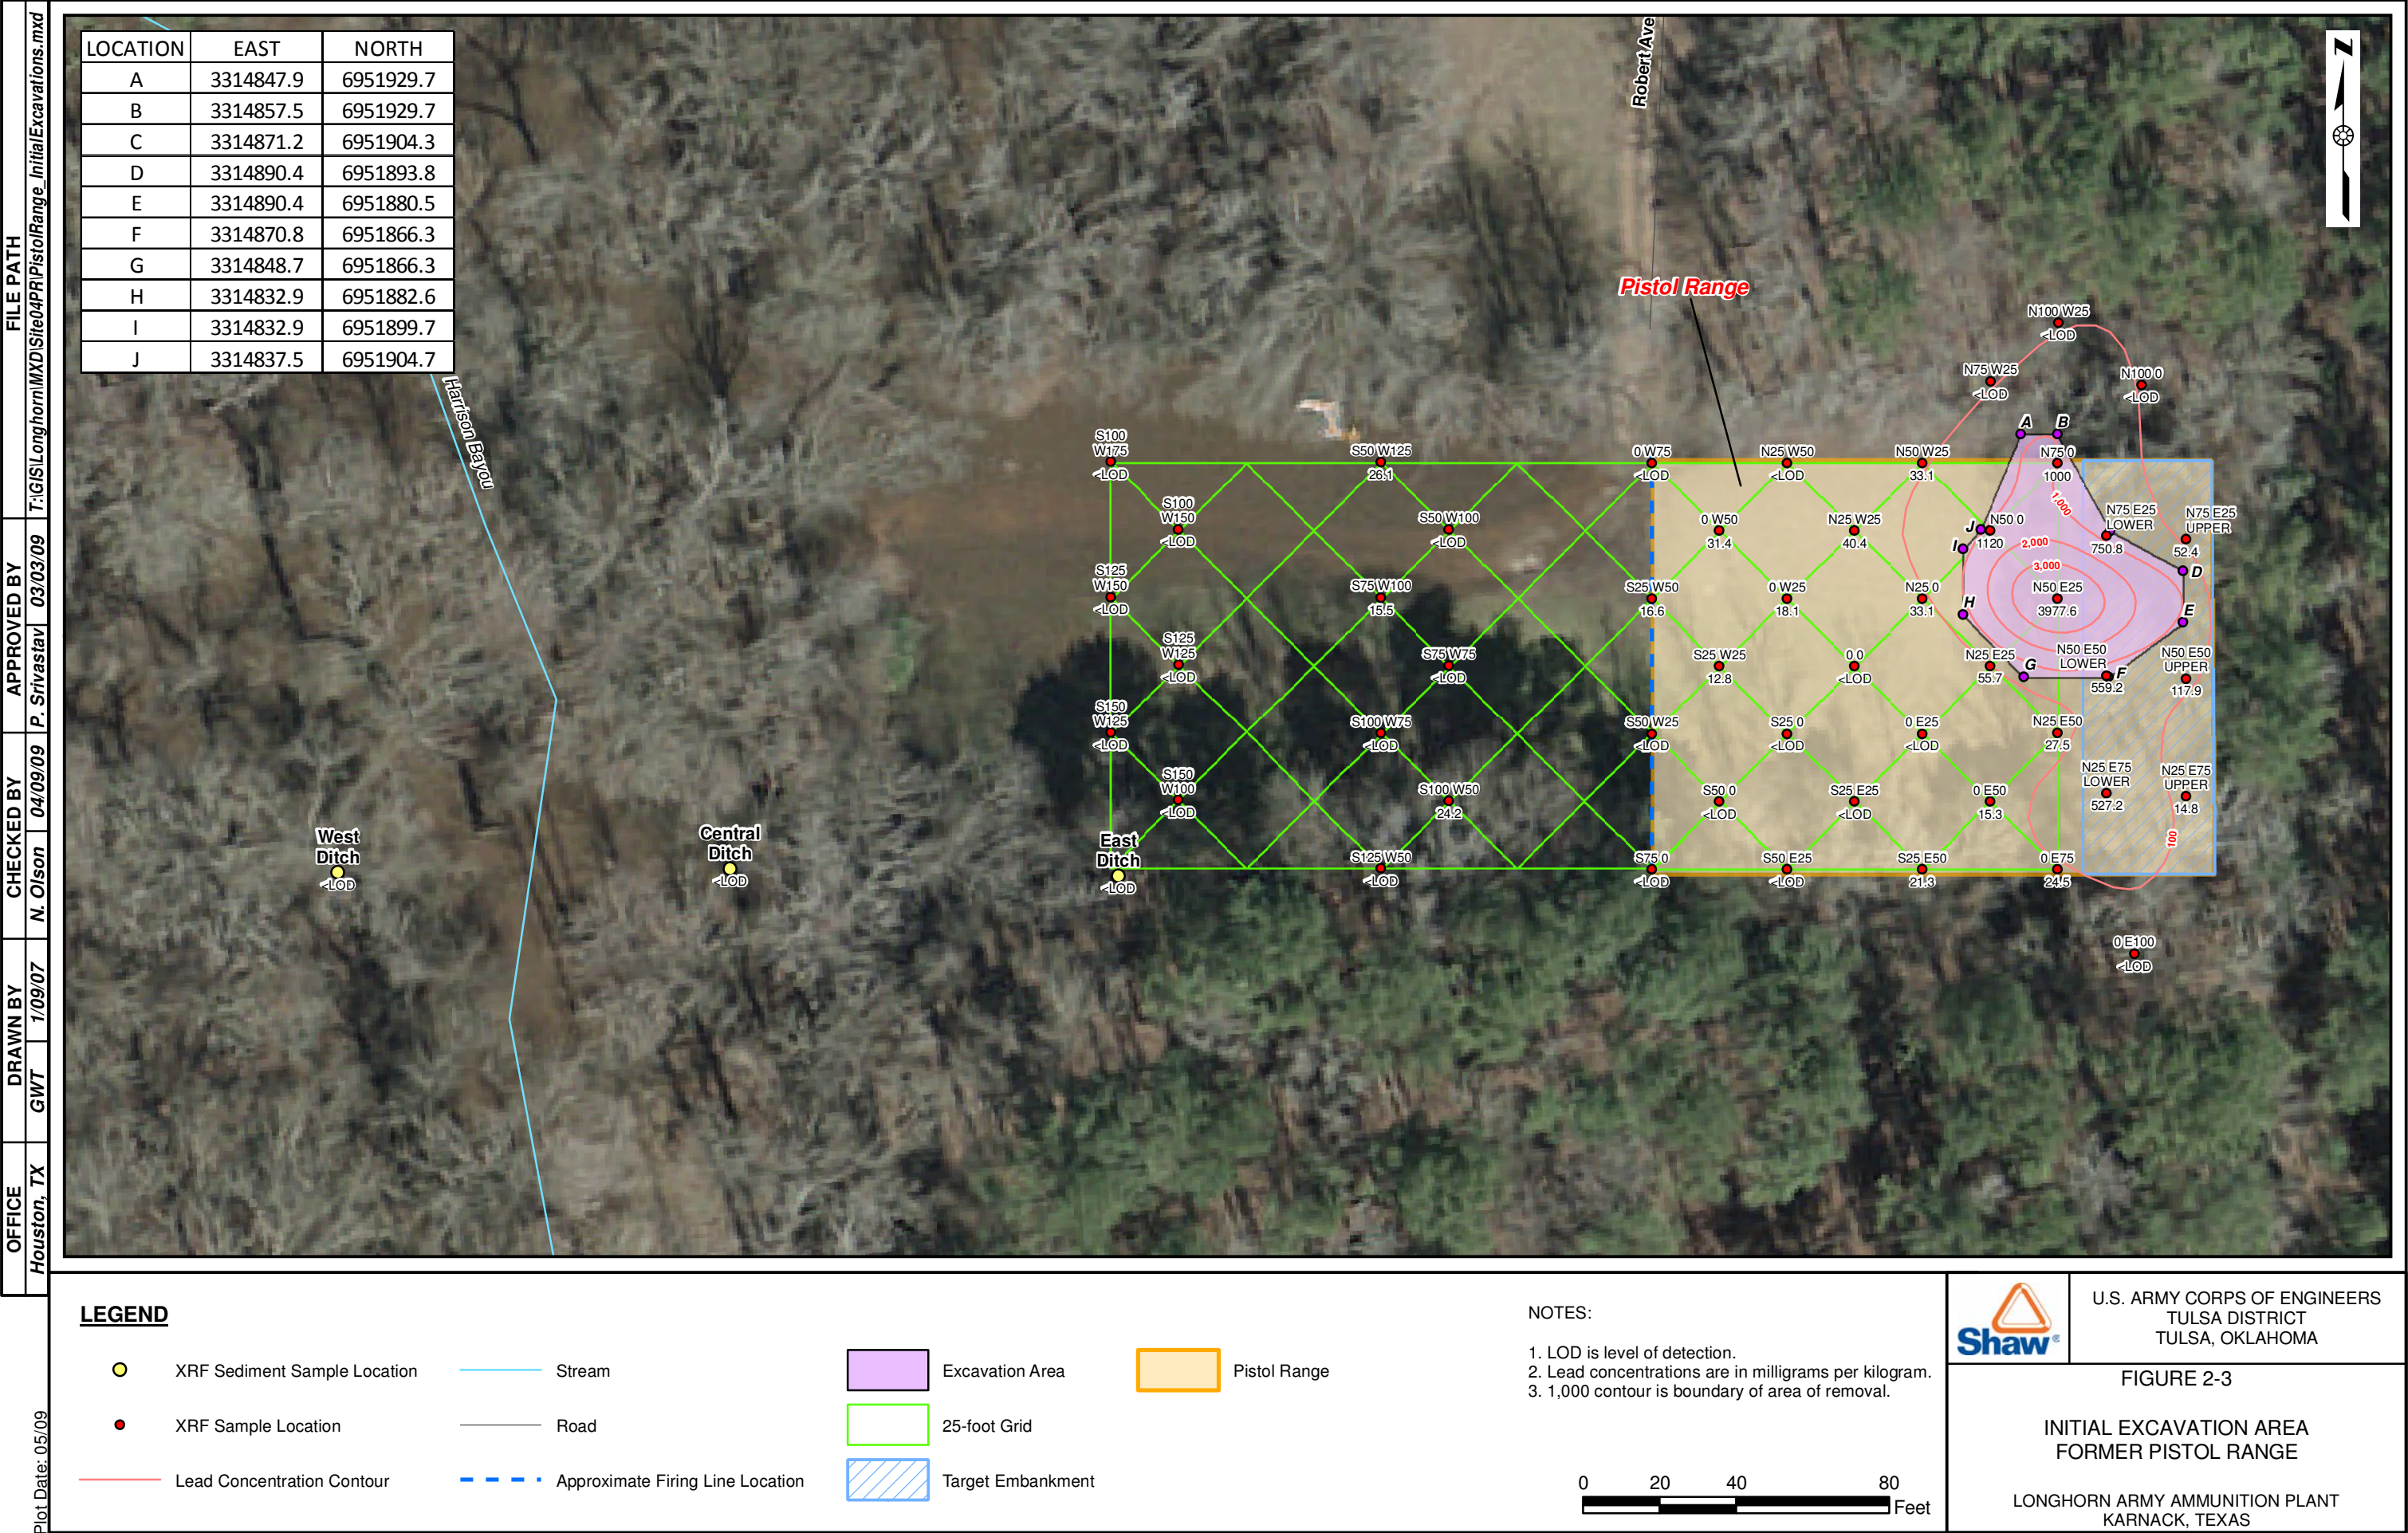 FILE PATH
T:\GIS\Longhorn\MXD\Site04PR\PistolRange_InitialExcavations.mxd
APPROVED BY
P. Srivastav 03/03/09
CHECKED BY
N. Olson 04/09/09
DRAWN BY
GWT 1/09/07
OFFICE
Houston, TX
Plot Date: 05/09
LOCATION EAST NORTH
A 3314847.9 6951929.7
B 3314857.5 6951929.7
C 3314871.2 6951904.3
D 3314890.4 6951893.8
E 3314890.4 6951880.5
F 3314870.8 6951866.3
G 3314848.7 6951866.3
H 3314832.9 6951882.6
I 3314832.9 6951899.7
J 3314837.5 6951904.7
Robert Ave
N
Harrison Bayou
Pistol Range
N100 W25
<LOD
N75 W25
<LOD
N100 0
<LOD
A
B
S100
W175
<LOD
S50 W125
26.1
0 W75
<LOD
N25 W50
<LOD
N50 W25
33.1
N75 0
1000
1,000
S100
W150
<LOD
S50 W100
<LOD
0 W50
31.4
N25 W25
40.4
J
N50 0
1120
I
2,000
3,000
N75 E25
LOWER
750.8
N75 E25
UPPER
52.4
D
S125
W150
<LOD
S75 W100
15.5
S25 W50
16.6
0 W25
18.1
N25 0
33.1
H
N50 E25
3977.6
E
S125
W125
<LOD
S75 W75
<LOD
S25 W25
12.8
0 0
<LOD
N25 E25
55.7
G
N50 E50
LOWER
F
559.2
N50 E50
UPPER
117.9
S150
W125
<LOD
S100 W75
<LOD
S50 W25
<LOD
S25 0
<LOD
0 E25
<LOD
N25 E50
27.5
S150
W100
<LOD
S100 W50
24.2
S50 0
<LOD
S25 E25
<LOD
0 E50
15.3
N25 E75
LOWER
527.2
N25 E75
UPPER
14.8
100
West
Ditch
<LOD
Central
Ditch
<LOD
East
Ditch
<LOD
S125 W50
<LOD
S75 0
<LOD
S50 E25
<LOD
S25 E50
21.3
0 E75
24.5
0 E100
<LOD
LEGEND
XRF Sediment Sample Location
XRF Sample Location
Lead Concentration Contour
Stream
Road
Approximate Firing Line Location
Excavation Area
25-foot Grid
Target Embankment
Pistol Range
NOTES:
1. LOD is level of detection.
2. Lead concentrations are in milligrams per kilogram.
3. 1,000 contour is boundary of area of removal.
0 20 40 80
Feet
Shaw®
U.S. ARMY CORPS OF ENGINEERS
TULSA DISTRICT
TULSA, OKLAHOMA
FIGURE 2-3
INITIAL EXCAVATION AREA
FORMER PISTOL RANGE
LONGHORN ARMY AMMUNITION PLANT
KARNACK, TEXAS